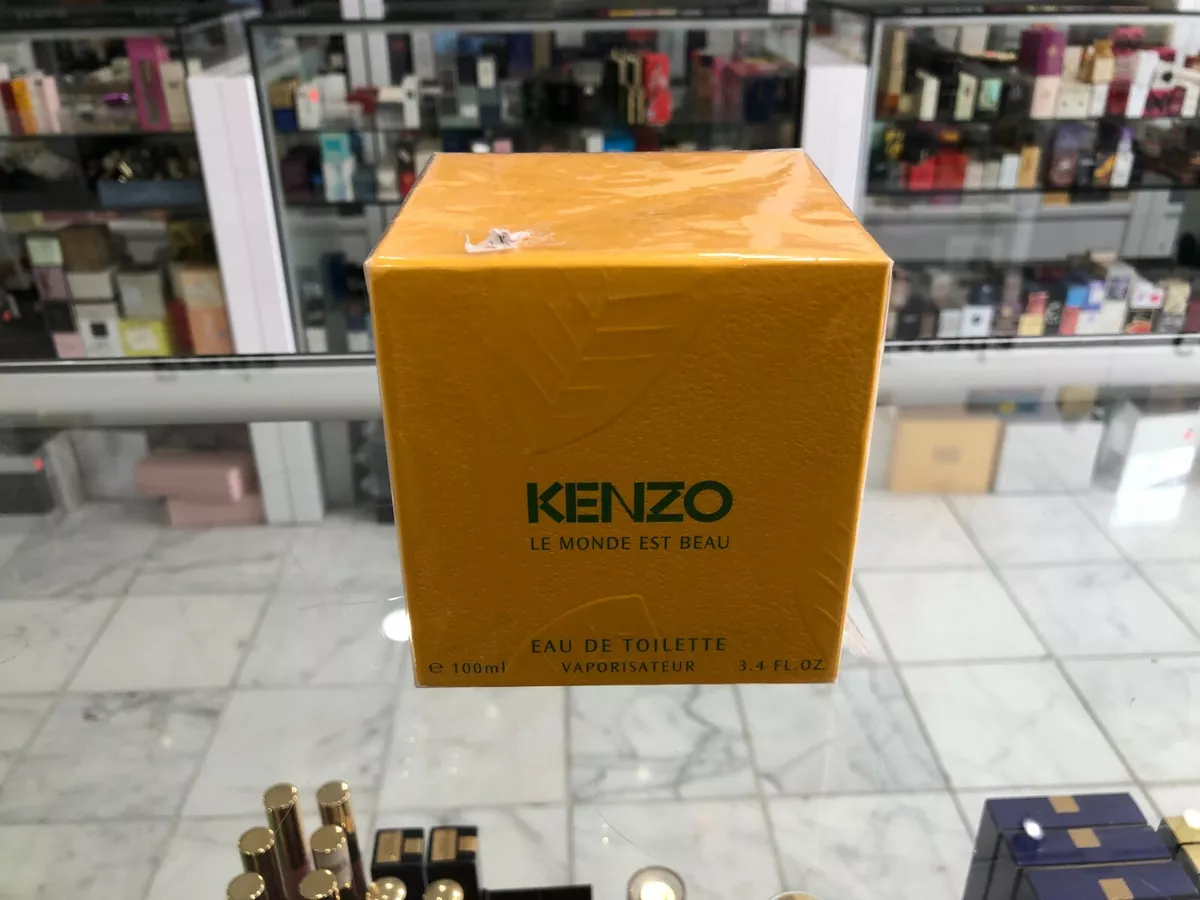 KENZO
LE MONDE EST BEAU
EAU DE TOILETTE
e 100ml VAPORISATEUR 3.4 FL.OZ.